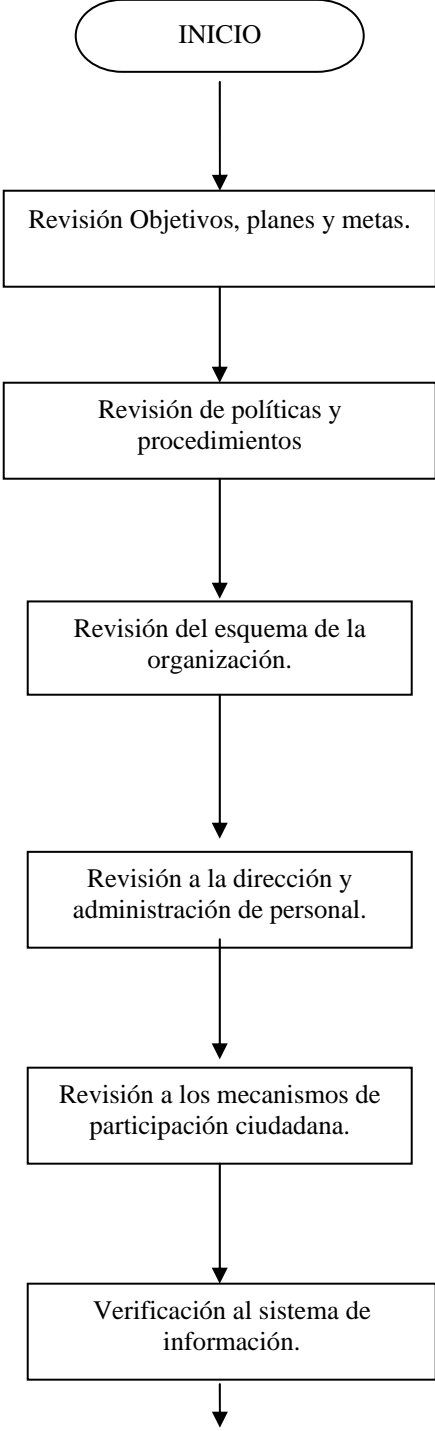 INICIO
Revisión Objetivos, planes y metas.
Revisión de políticas y
procedimientos
Revisión del esquema de la
organización.
Revisión a la dirección y
administración de personal.
Revisión a los mecanismos de
participación ciudadana.
Verificación al sistema de
información.